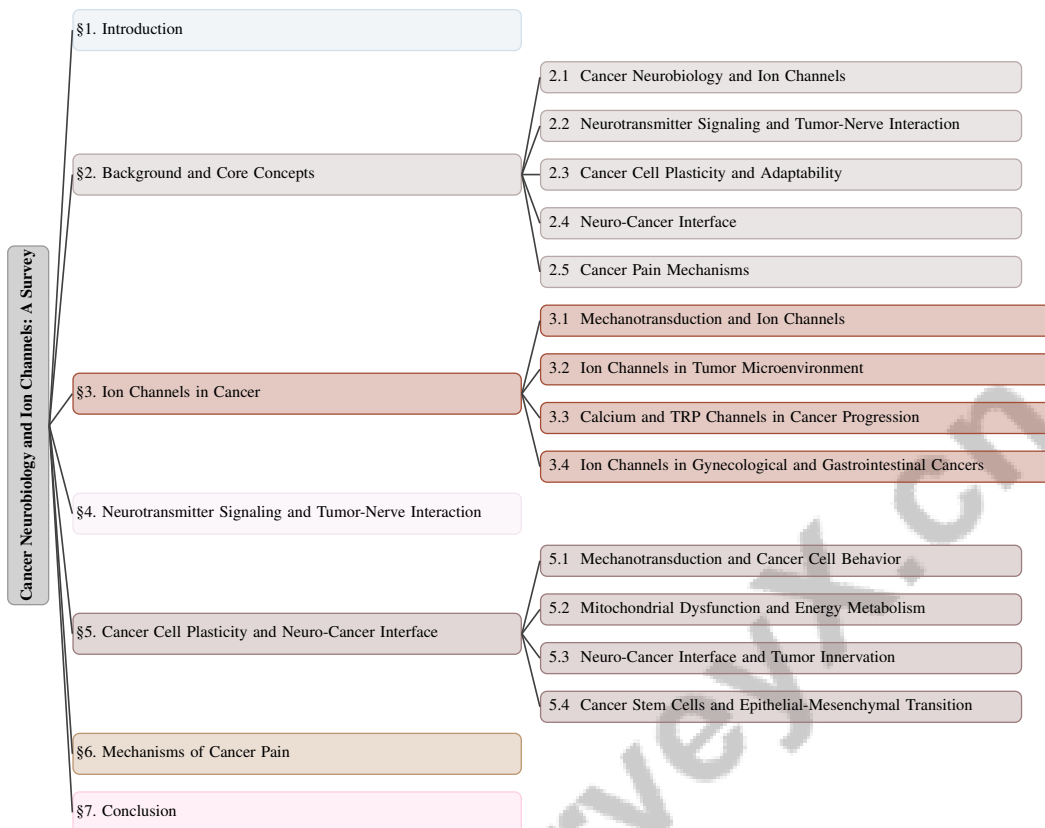 Cancer Neurobiology and Ion Channels: A Survey
§1. Introduction
§2. Background and Core Concepts
2.1 Cancer Neurobiology and Ion Channels
2.2 Neurotransmitter Signaling and Tumor-Nerve Interaction
2.3 Cancer Cell Plasticity and Adaptability
2.4 Neuro-Cancer Interface
2.5 Cancer Pain Mechanisms
§3. Ion Channels in Cancer
3.1 Mechanotransduction and Ion Channels
3.2 Ion Channels in Tumor Microenvironment
3.3 Calcium and TRP Channels in Cancer Progression
3.4 Ion Channels in Gynecological and Gastrointestinal Cancers
§4. Neurotransmitter Signaling and Tumor-Nerve Interaction
§5. Cancer Cell Plasticity and Neuro-Cancer Interface
5.1 Mechanotransduction and Cancer Cell Behavior
5.2 Mitochondrial Dysfunction and Energy Metabolism
5.3 Neuro-Cancer Interface and Tumor Innervation
5.4 Cancer Stem Cells and Epithelial-Mesenchymal Transition
§6. Mechanisms of Cancer Pain
§7. Conclusion
rveyx.cn